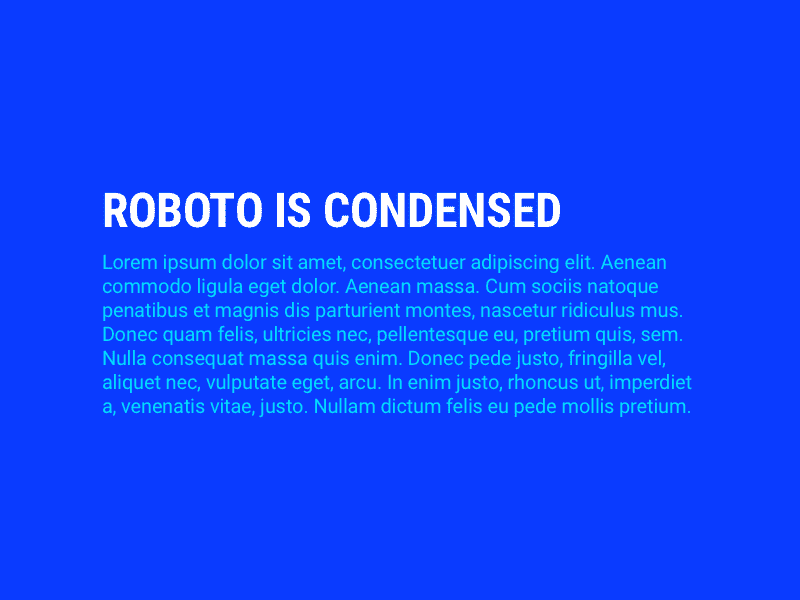 ROBOTO IS CONDENSED
Lorem ipsum dolor sit amet, consectetuer adipiscing elit. Aenean
commodo ligula eget dolor. Aenean massa. Cum sociis natoque
penatibus et magnis dis parturient montes, nascetur ridiculus mus.
Donec quam felis, ultricies nec, pellentesque eu, pretium quis, sem.
Nulla consequat massa quis enim. Donec pede justo, fringilla vel,
aliquet nec, vulputate eget, arcu. In enim justo, rhoncus ut, imperdiet
a, venenatis vitae, justo. Nullam dictum felis eu pede mollis pretium.